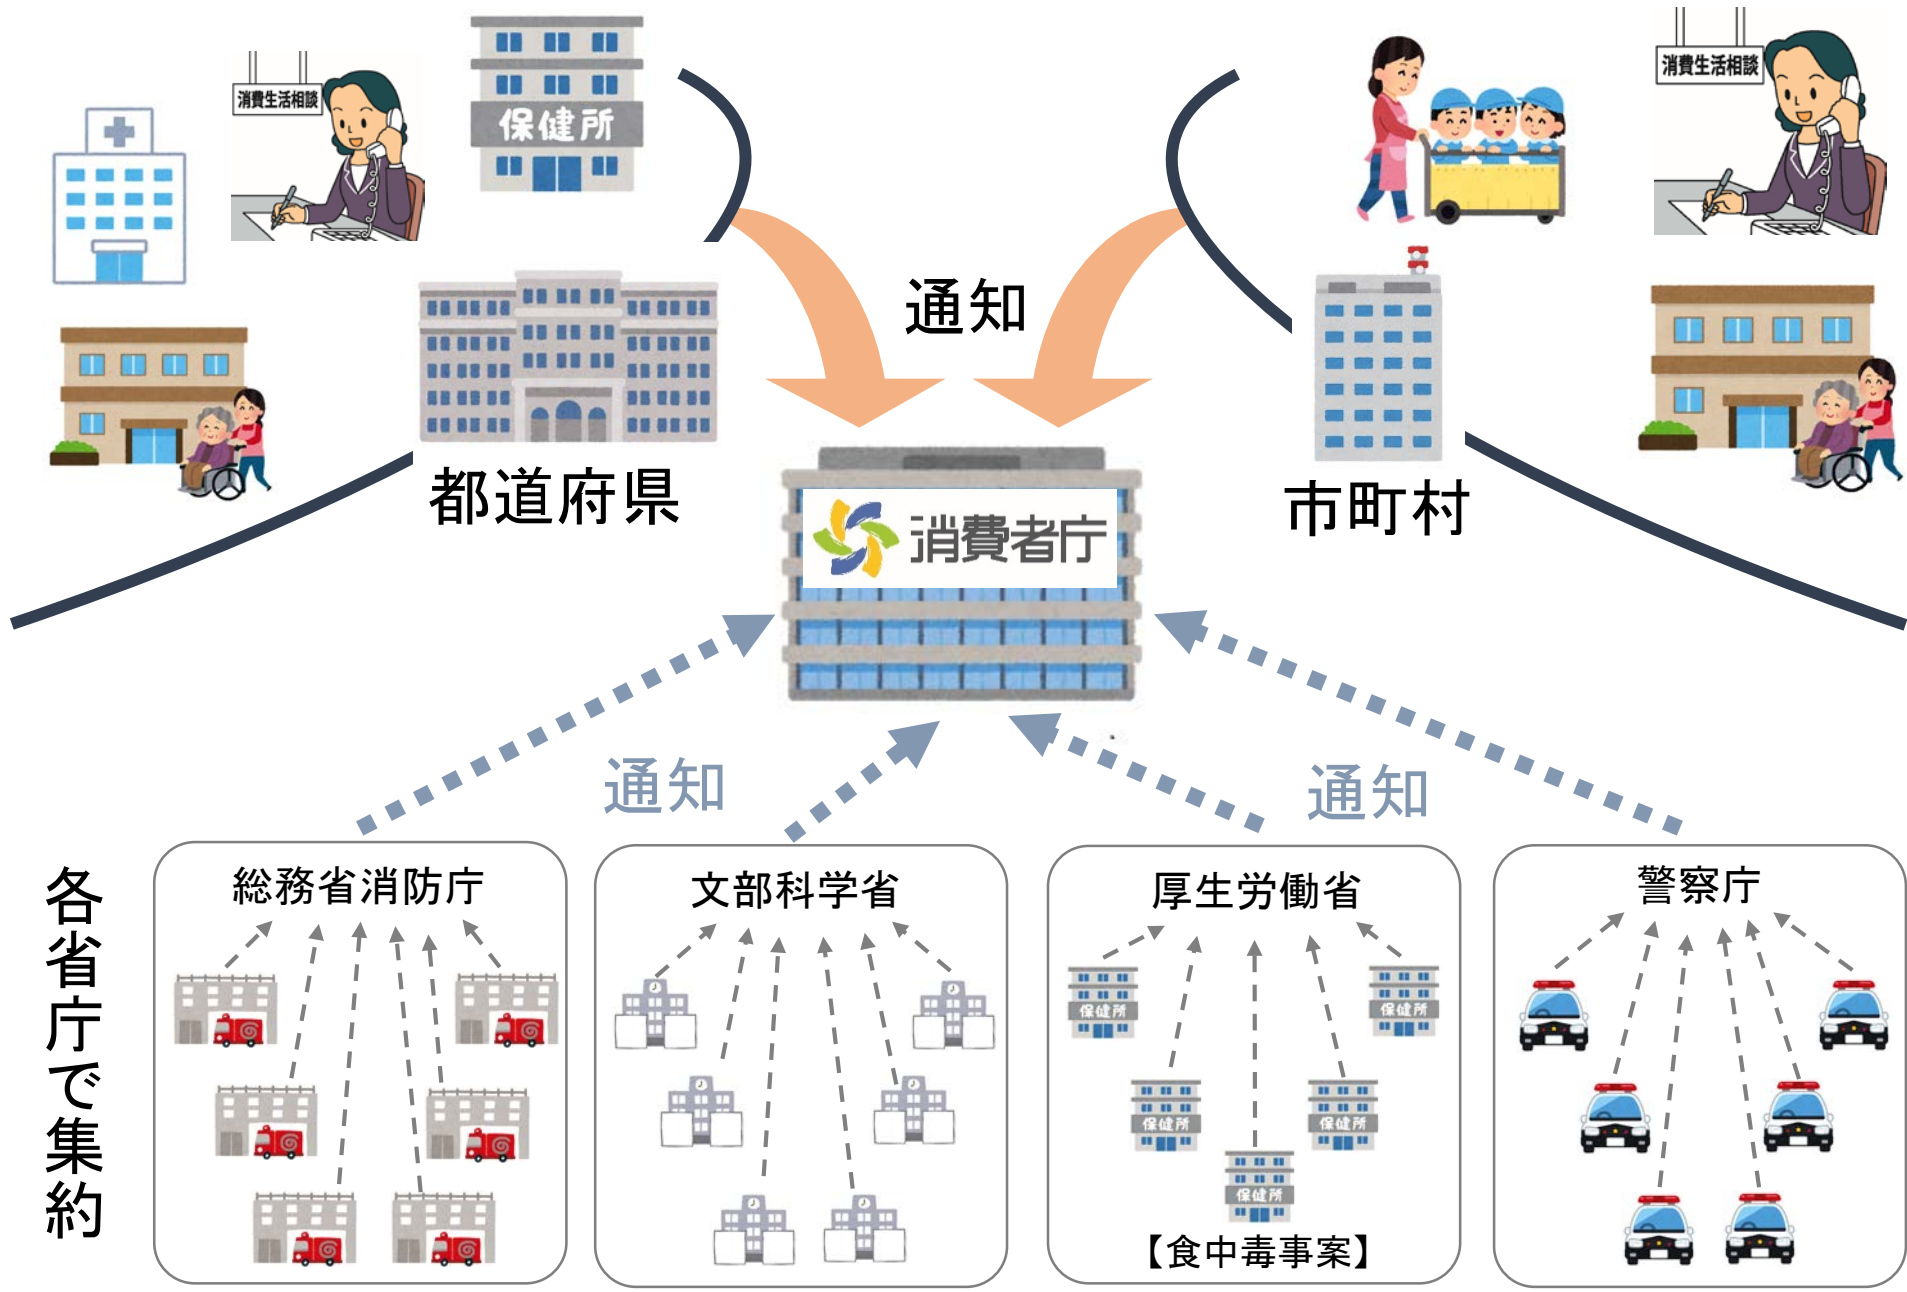 消費生活相談
保健所
消費生活相談
通知
都道府県
市町村
消費者庁
通知
通知
各省庁で集約
総務省消防庁
文部科学省
厚生労働省
警察庁
保健所
保健所
保健所
保健所
保健所
【食中毒事案】